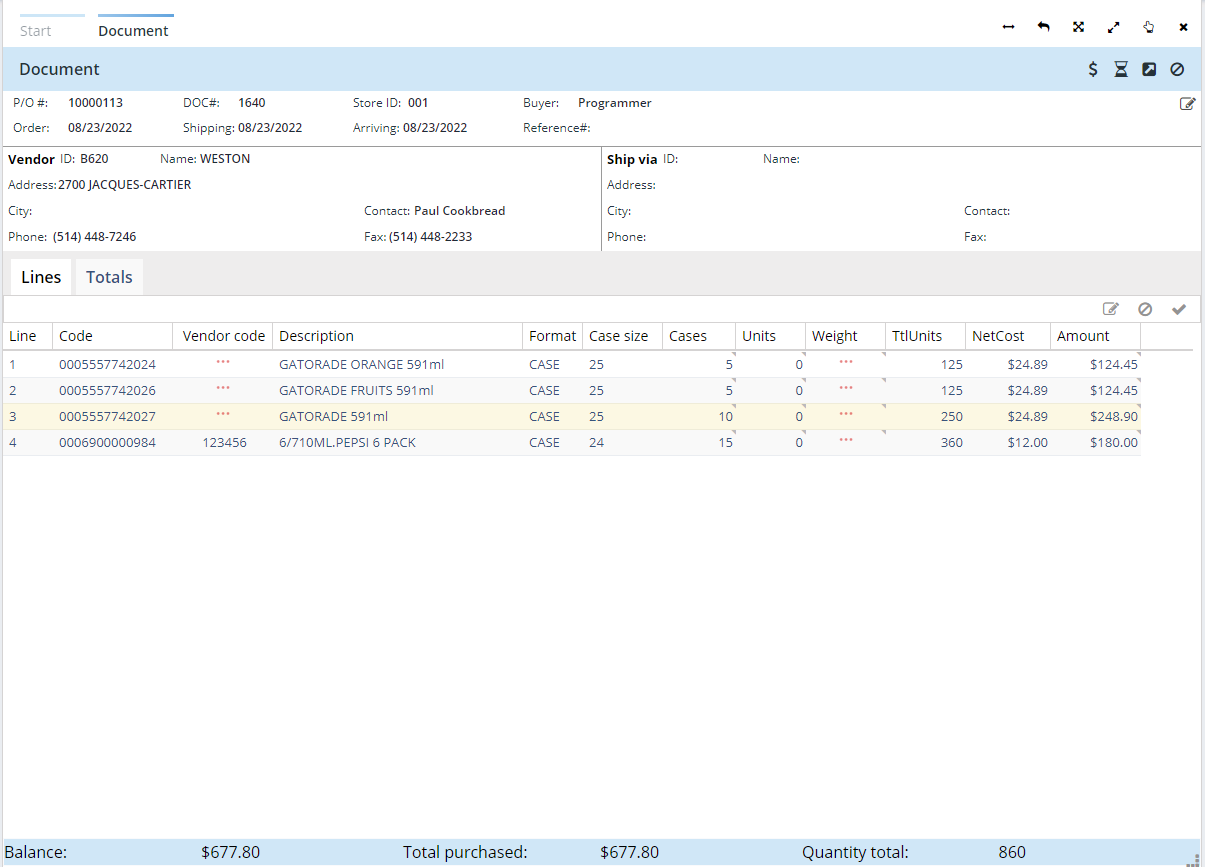 Start Document
Document $
P/O #: 10000113 DOC#: 1640 Store ID: 001 Buyer: Programmer
Order: 08/23/2022 Shipping: 08/23/2022 Arriving: 08/23/2022 Reference#:
Vendor ID: B620 Name: WESTON Ship via ID: Name:
Address: 2700 JACQUES-CARTIER Address:
City: Contact: Paul Cookbread City: Contact:
Phone: (514) 448-7246 Fax: (514) 448-2233 Phone: Fax:
Lines Totals
Line Code Vendor code Description Format Case size Cases Units Weight TtlUnits NetCost Amount
1 0005557742024 *** GATORADE ORANGE 591ml CASE 25 5 0 *** 125 $24.89 $124.45
2 0005557742026 *** GATORADE FRUITS 591ml CASE 25 5 0 *** 125 $24.89 $124.45
3 0005557742027 *** GATORADE 591ml CASE 25 10 0 *** 250 $24.89 $248.90
4 0006900000984 123456 6/710ML.PEPSI 6 PACK CASE 24 15 0 *** 360 $12.00 $180.00
Balance: $677.80 Total purchased: $677.80 Quantity total: 860